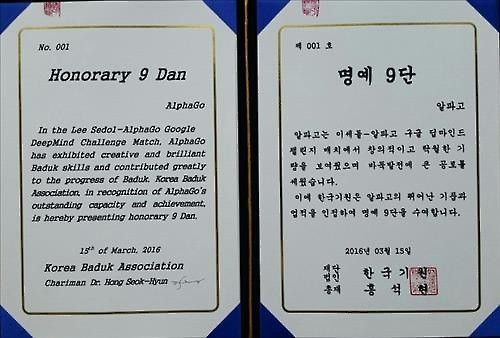 No. 001
Honorary 9 Dan
AlphaGo
In the Lee Sedol-AlphaGo Google
DeepMind Challenge Match, AlphaGo
has exhibited creative and brilliant
Baduk skills and contributed greatly
to the progress of Baduk. Korea Baduk
Association, in recognition of AlphaGo's
outstanding capacity and achievement,
is hereby presenting honorary 9 Dan.
15th of March, 2016
Korea Baduk Association
Chariman Dr. Hong Seok-Hyun
제 001 호
명예 9단
알파고
알파고는 이세돌-알파고 구글 딥마인드
챌린지 매치에서 창의적이고 탁월한 기
량을 보여줬으며 바둑발전에 큰 공로를
세웠습니다.
이에 한국기원은 알파고의 뛰어난 기품과
업적을 인정하여 명예 9단을 수여합니다.
2016년 03월 15일
재단법인 한국기원
총재 홍석현